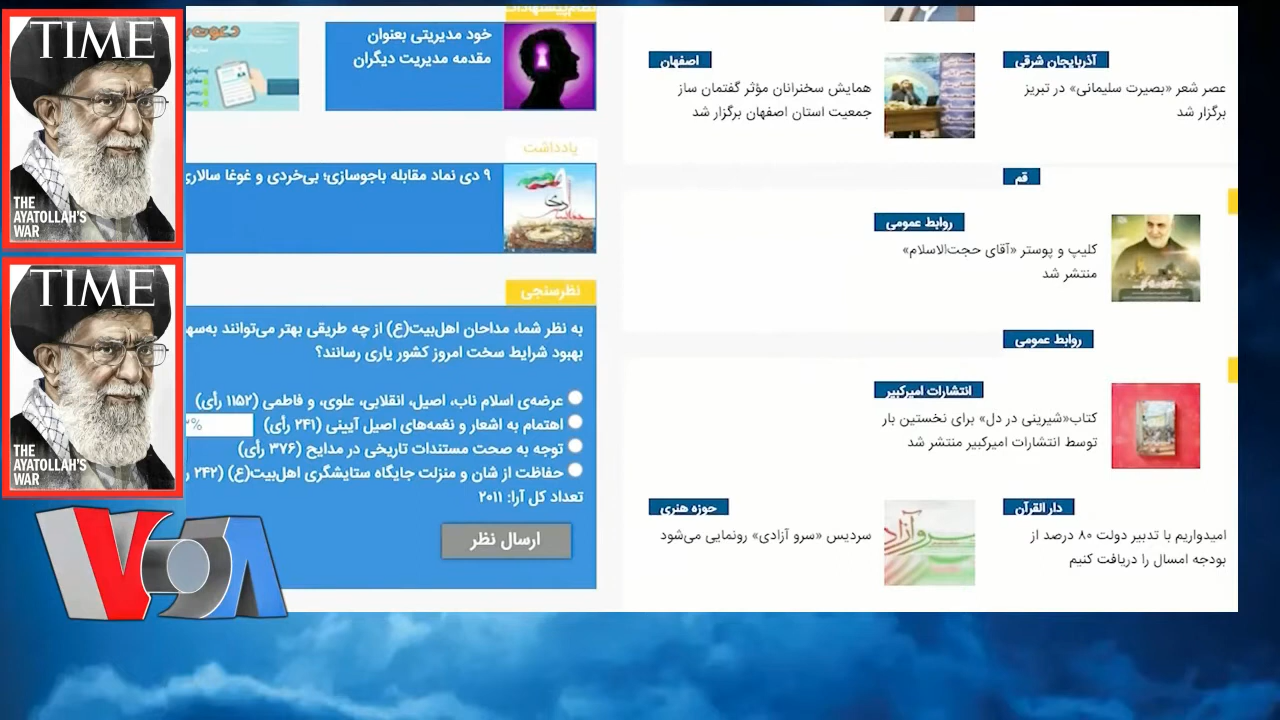 TIME
THE
AYATOLLAH'S
WAR
TIME
THE
AYATOLLAH'S
WAR
VOA
آذربایجان شرقی
عصر شعر «بصیرت سلیمانی» در تبریز
برگزار شد
اصفهان
همایش سخنرانان مؤثر گفتمان ساز
جمعیت استان اصفهان برگزار شد
قم
روابط عمومی
کلیپ و پوستر «آقای حجت‌الاسلام»
منتشر شد
روابط عمومی
انتشارات امیرکبیر
کتاب«شیرینی در دل» برای نخستین بار
توسط انتشارات امیرکبیر منتشر شد
دار القرآن
امیدواریم با تدبیر دولت ۸۰ درصد از
بودجه امسال را دریافت کنیم
حوزه هنری
سردیس «سرو آزادی» رونمایی می‌شود
خود مدیریتی بعنوان
مقدمه مدیریت دیگران
یادداشت
۹ دی نماد مقابله باجوسازی؛ بی‌خردی و غوغا سالاری
نظرسنجی
به نظر شما، مداحان اهل‌بیت(ع) از چه طریقی بهتر می‌توانند به‌سه
بهبود شرایط سخت امروز کشور یاری رسانند؟
عرضه‌ی اسلام ناب، اصیل، انقلابی، علوی، و فاطمی (۱۱۵۲ رأی)
اهتمام به اشعار و نغمه‌های اصیل آیینی (۲۴۱ رأی)
توجه به صحت مستندات تاریخی در مدایح (۳۷۶ رأی)
حفاظت از شان و منزلت جایگاه ستایشگری اهل‌بیت(ع) (۲۴۲ ر
تعداد کل آرا: ۲۰۱۱
ارسال نظر